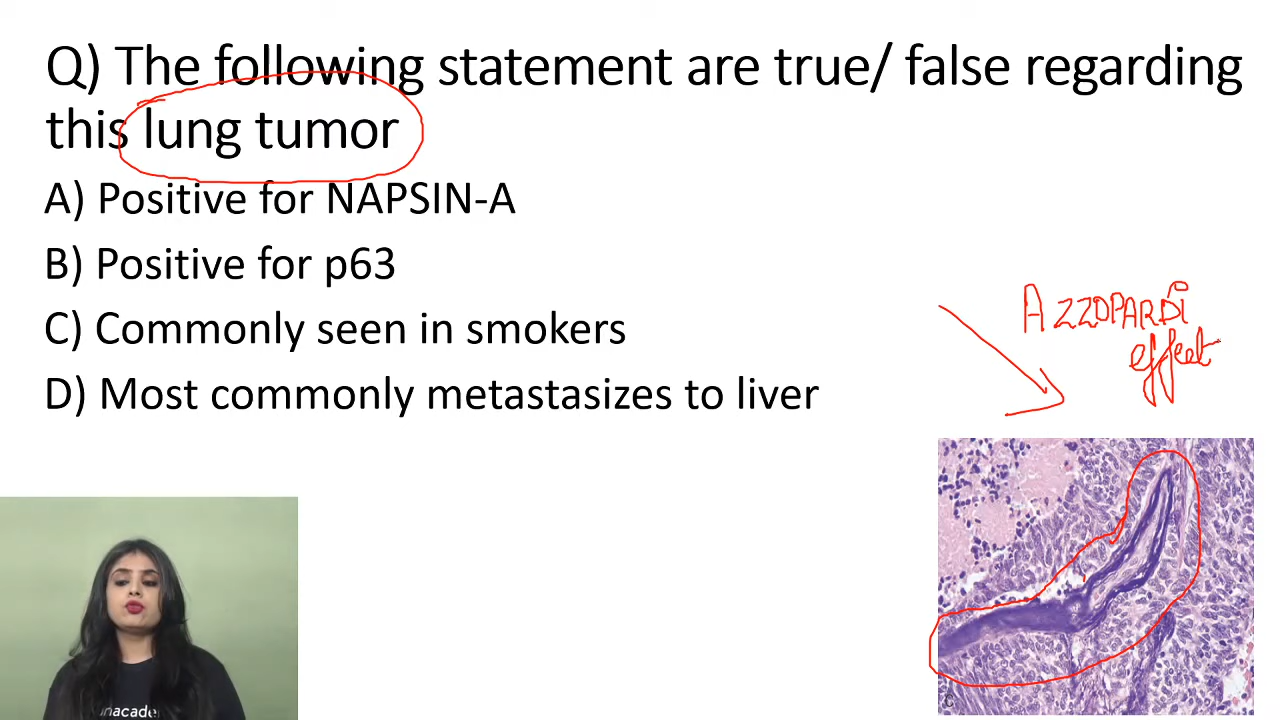 Q) The following statement are true/ false regarding
this lung tumor
A) Positive for NAPSIN-A
B) Positive for p63
C) Commonly seen in smokers
D) Most commonly metastasizes to liver
AZZOPARDi
effect
C
unacade